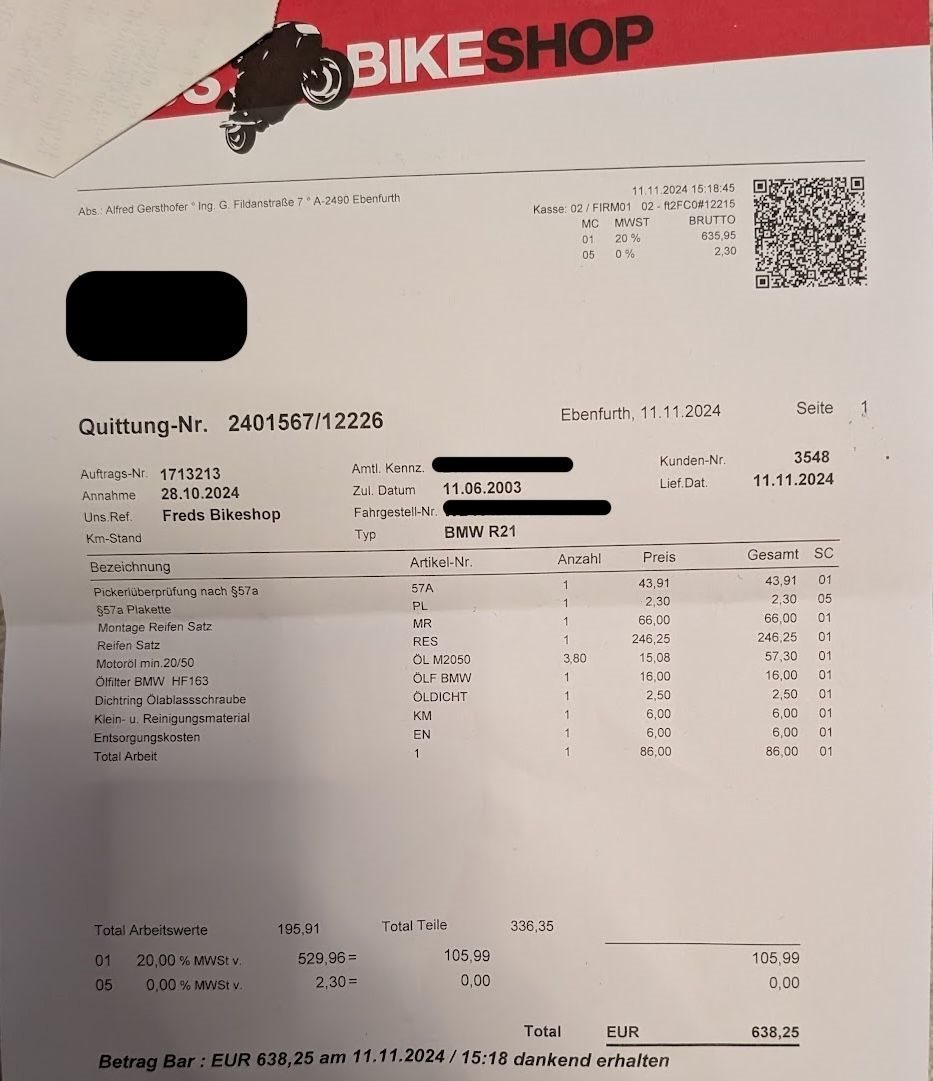 S BIKESHOP
Abs.: Alfred Gersthofer ° Ing. G. Fildanstraße 7 ° A-2490 Ebenfurth
11.11.2024 15:18:45
Kasse: 02 / FIRM01 02 - ft2FC0#12215
MC MWST BRUTTO
01 20 % 635,95
05 0 % 2,30
Quittung-Nr. 2401567/12226 Ebenfurth, 11.11.2024 Seite 1
Auftrags-Nr. 1713213 Amtl. Kennz. Kunden-Nr. 3548
Annahme 28.10.2024 Zul. Datum 11.06.2003 Lief.Dat. 11.11.2024
Uns.Ref. Freds Bikeshop Fahrgestell-Nr.
Km-Stand Typ BMW R21
Bezeichnung Artikel-Nr. Anzahl Preis Gesamt SC
Pickerlüberprüfung nach §57a 57A 1 43,91 43,91 01
§57a Plakette PL 1 2,30 2,30 05
Montage Reifen Satz MR 1 66,00 66,00 01
Reifen Satz RES 1 246,25 246,25 01
Motoröl min.20/50 ÖL M2050 3,80 15,08 57,30 01
Ölfilter BMW HF163 ÖLF BMW 1 16,00 16,00 01
Dichtring Ölablassschraube ÖLDICHT 1 2,50 2,50 01
Klein- u. Reinigungsmaterial KM 1 6,00 6,00 01
Entsorgungskosten EN 1 6,00 6,00 01
Total Arbeit 1 1 86,00 86,00 01
Total Arbeitswerte 195,91 Total Teile 336,35
01 20,00 % MWSt v. 529,96 = 105,99 105,99
05 0,00 % MWSt v. 2,30 = 0,00 0,00
Total EUR 638,25
Betrag Bar : EUR 638,25 am 11.11.2024 / 15:18 dankend erhalten